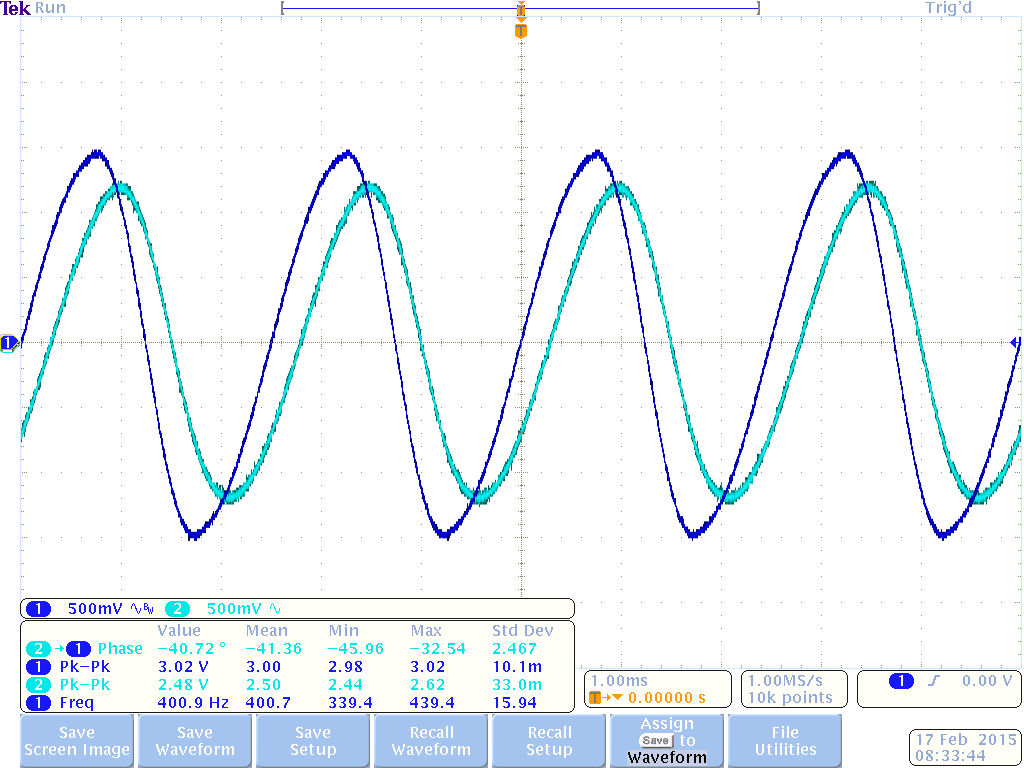 Tek Run Trig'd
T
T
1
1 500mV 2 500mV
Value Mean Min Max Std Dev
2 → 1 Phase −40.72 ° −41.36 −45.96 −32.54 2.467
1 Pk−Pk 3.02 V 3.00 2.98 3.02 10.1m
2 Pk−Pk 2.48 V 2.50 2.44 2.62 33.0m
1 Freq 400.9 Hz 400.7 339.4 439.4 15.94
1.00ms
T→▼ 0.00000 s
1.00MS/s
10k points
1 0.00 V
Save
Screen Image
Save
Waveform
Save
Setup
Recall
Waveform
Recall
Setup
Assign
Save to
Waveform
File
Utilities
17 Feb 2015
08:33:44